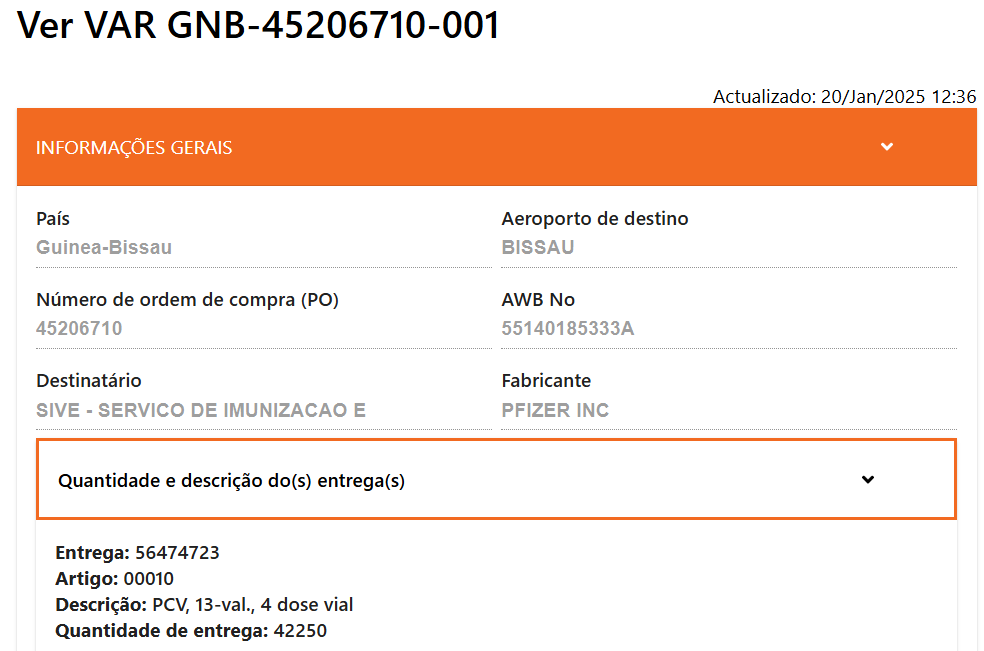 Ver VAR GNB-45206710-001
Actualizado: 20/Jan/2025 12:36
INFORMAÇÕES GERAIS
País
Guinea-Bissau
Aeroporto de destino
BISSAU
Número de ordem de compra (PO)
45206710
AWB No
55140185333A
Destinatário
SIVE - SERVICO DE IMUNIZACAO E
Fabricante
PFIZER INC
Quantidade e descrição do(s) entrega(s)
Entrega: 56474723
Artigo: 00010
Descrição: PCV, 13-val., 4 dose vial
Quantidade de entrega: 42250